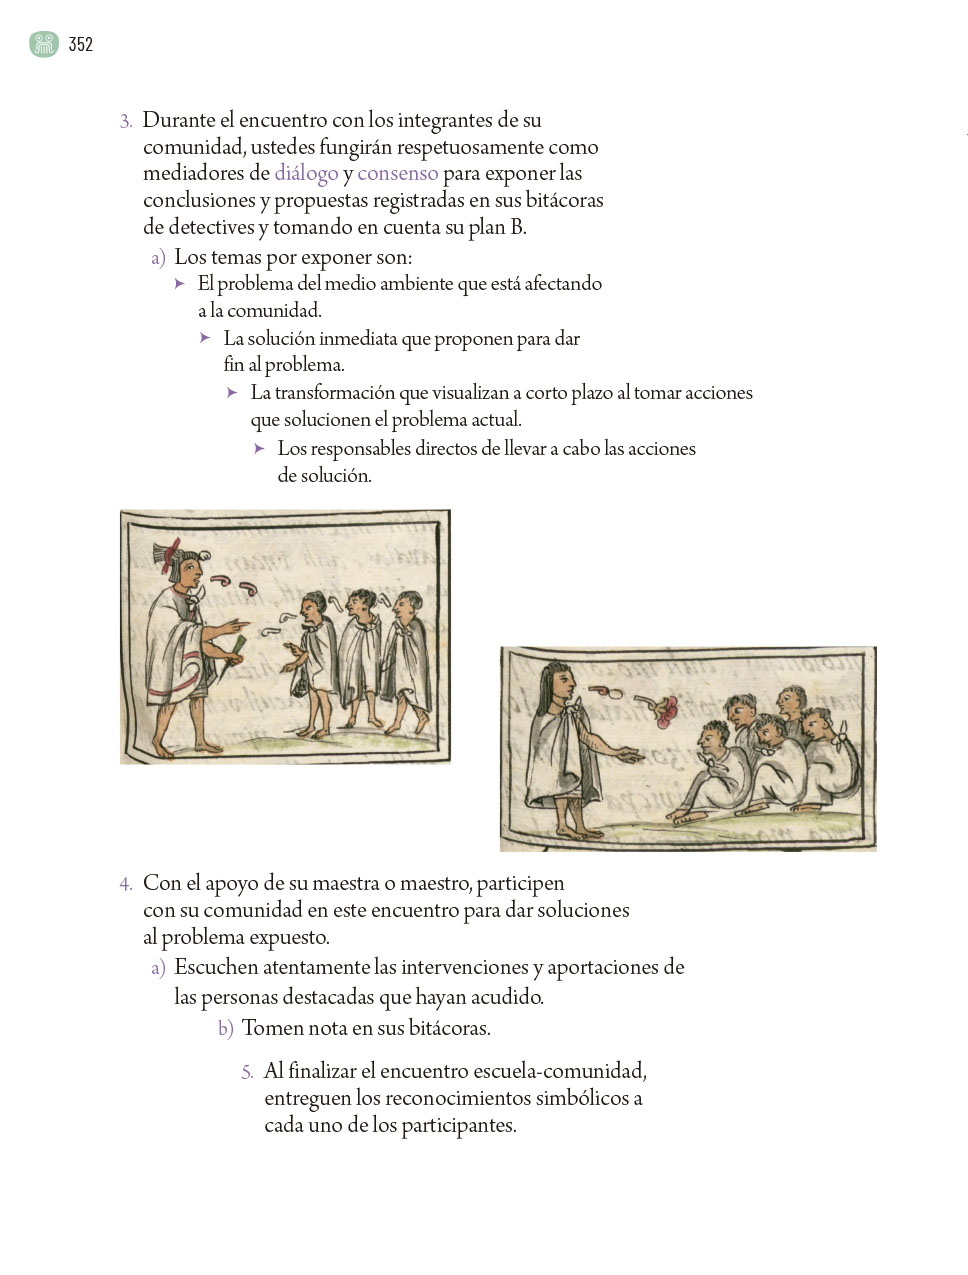 352
3. Durante el encuentro con los integrantes de su
comunidad, ustedes fungirán respetuosamente como
mediadores de diálogo y consenso para exponer las
conclusiones y propuestas registradas en sus bitácoras
de detectives y tomando en cuenta su plan B.
a) Los temas por exponer son:
➤ El problema del medio ambiente que está afectando
a la comunidad.
➤ La solución inmediata que proponen para dar
fin al problema.
➤ La transformación que visualizan a corto plazo al tomar acciones
que solucionen el problema actual.
➤ Los responsables directos de llevar a cabo las acciones
de solución.
4. Con el apoyo de su maestra o maestro, participen
con su comunidad en este encuentro para dar soluciones
al problema expuesto.
a) Escuchen atentamente las intervenciones y aportaciones de
las personas destacadas que hayan acudido.
b) Tomen nota en sus bitácoras.
5. Al finalizar el encuentro escuela-comunidad,
entreguen los reconocimientos simbólicos a
cada uno de los participantes.